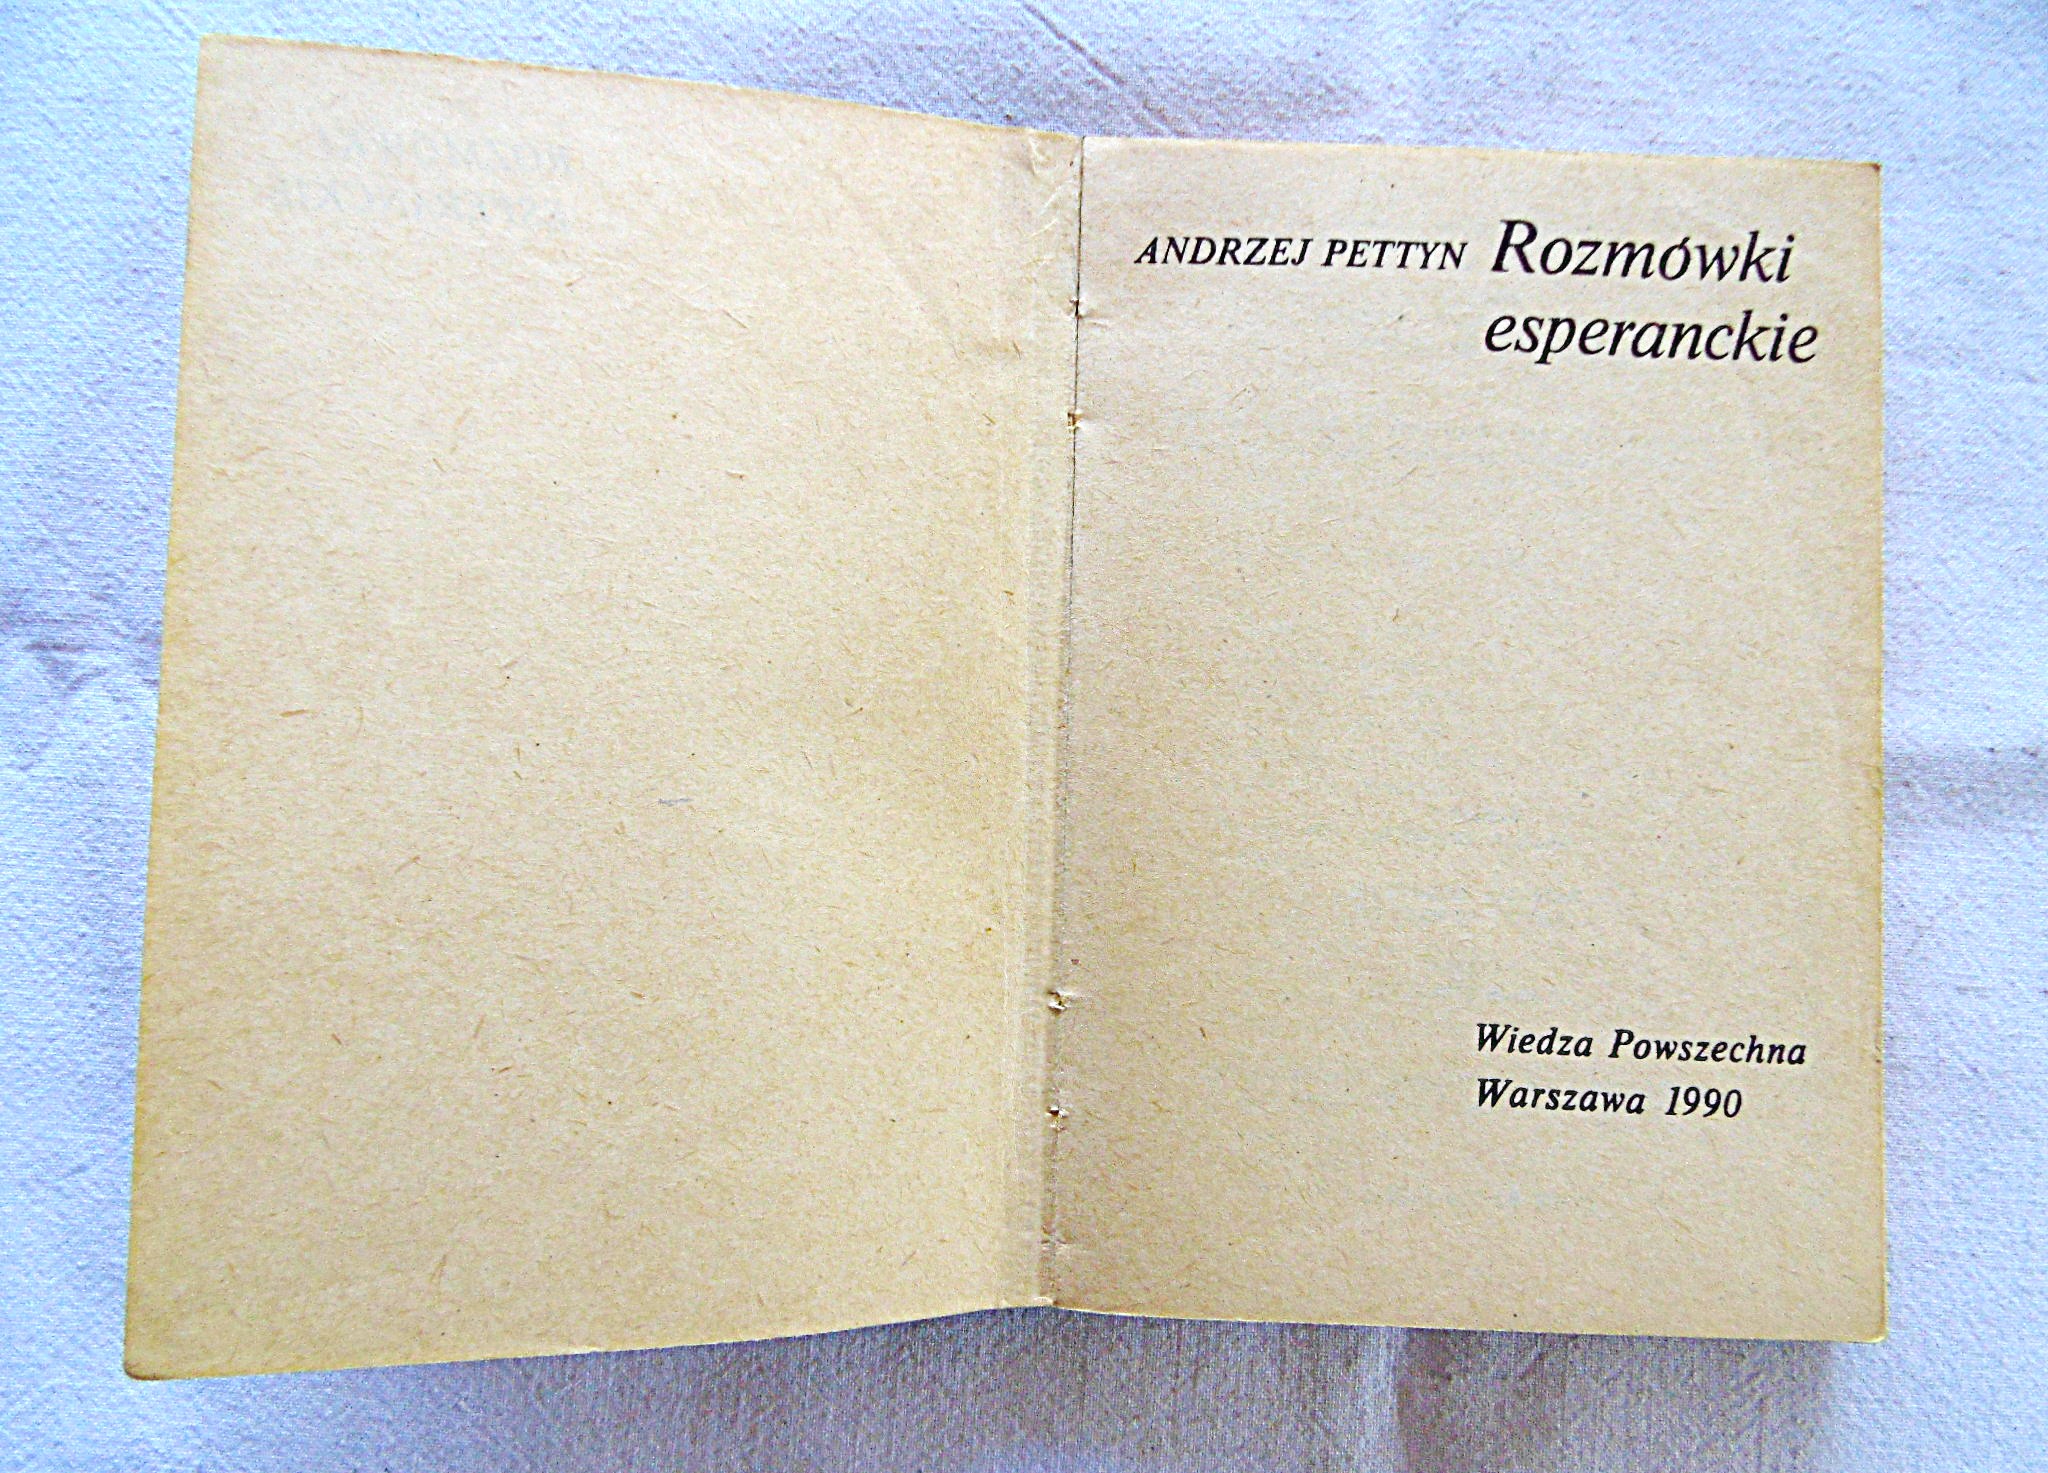 ANDRZEJ PETTYN Rozmówki
esperanckie
Wiedza Powszechna
Warszawa 1990